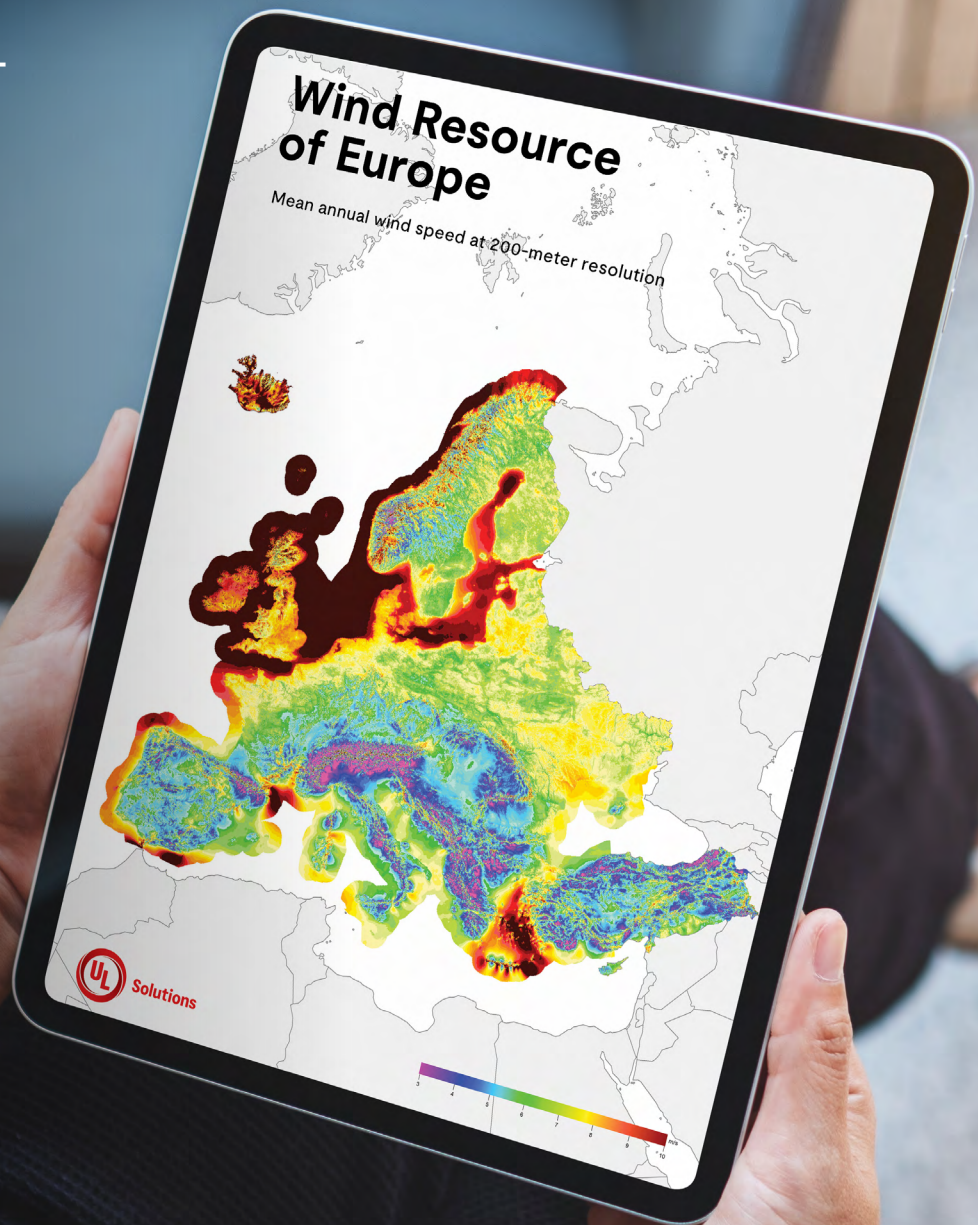 Wind Resource
of Europe
Mean annual wind speed at 200-meter resolution
UL
Solutions
3 4 5 6 7 8 9 10 m/s